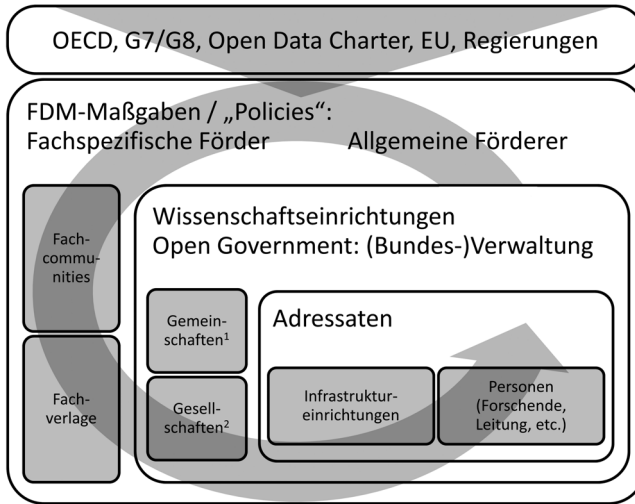 OECD, G7/G8, Open Data Charter, EU, Regierungen
FDM-Maßgaben / „Policies“:
Fachspezifische Förder Allgemeine Förderer
Fach-
commu-
nities
Fach-
verlage
Wissenschaftseinrichtungen
Open Government: (Bundes-)Verwaltung
Gemein-
schaften¹
Gesell-
schaften²
Adressaten
Infrastruktur-
einrichtungen
Personen
(Forschende,
Leitung, etc.)